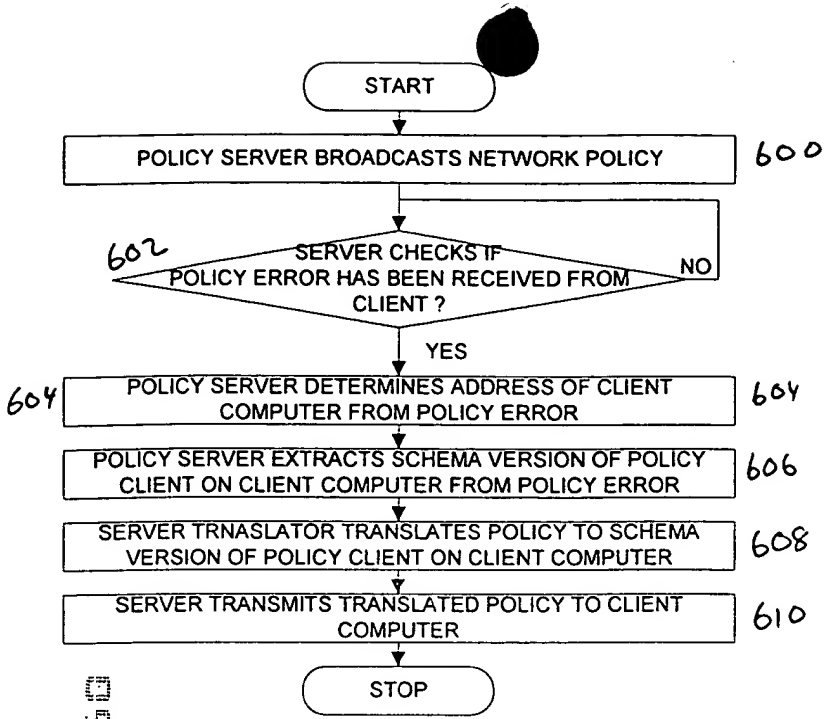 START
POLICY SERVER BROADCASTS NETWORK POLICY
600
602
SERVER CHECKS IF
POLICY ERROR HAS BEEN RECEIVED FROM
CLIENT ?
NO
YES
604
POLICY SERVER DETERMINES ADDRESS OF CLIENT
COMPUTER FROM POLICY ERROR
604
POLICY SERVER EXTRACTS SCHEMA VERSION OF POLICY
CLIENT ON CLIENT COMPUTER FROM POLICY ERROR
606
SERVER TRNASLATOR TRANSLATES POLICY TO SCHEMA
VERSION OF POLICY CLIENT ON CLIENT COMPUTER
608
SERVER TRANSMITS TRANSLATED POLICY TO CLIENT
COMPUTER
610
STOP